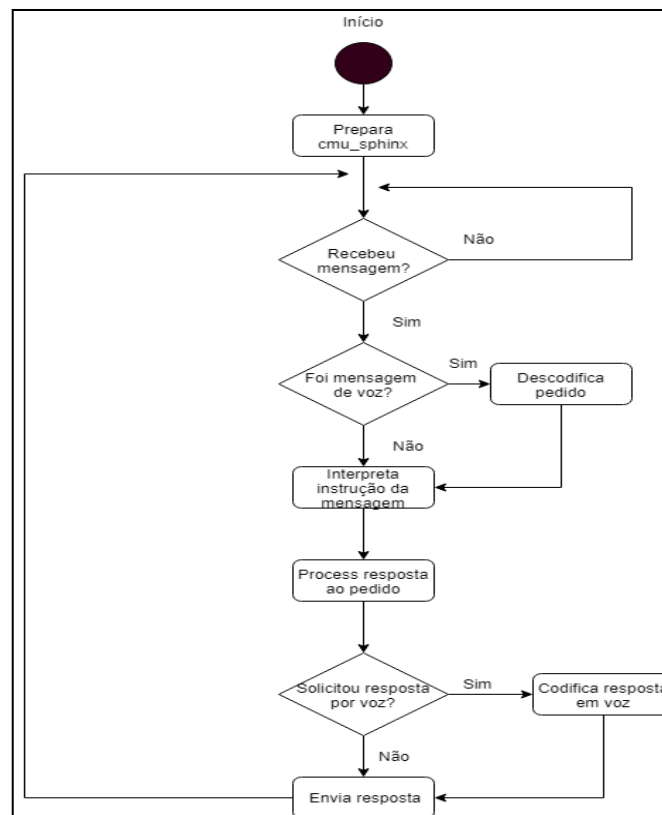 Início
Prepara
cmu_sphinx
Não
Recebeu
mensagem?
Sim
Foi mensagem
de voz?
Sim
Descodifica
pedido
Não
Interpreta
instrução da
mensagem
Process resposta
ao pedido
Solicitou resposta
por voz?
Sim
Codifica resposta
em voz
Não
Envia resposta